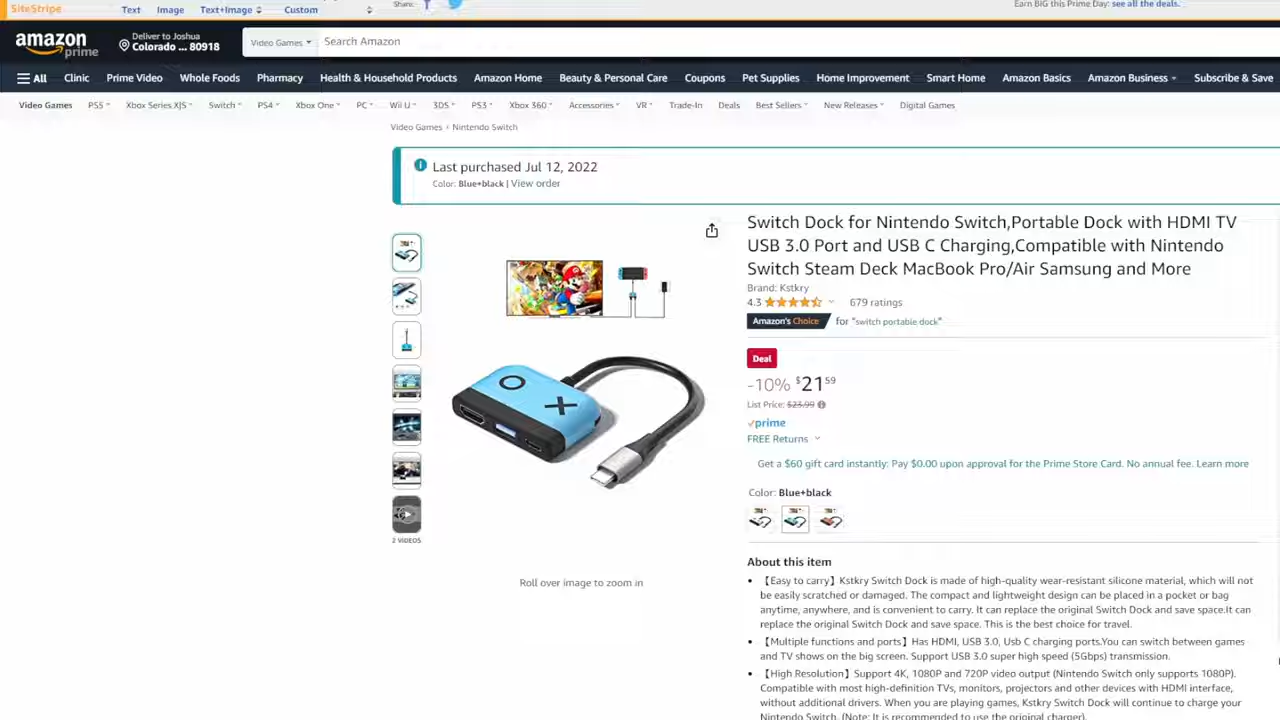 SiteStripe
Text Image Text+Image Custom
Share:
Earn BIG this Prime Day: see all the deals.
amazon prime
Deliver to Joshua
Colorado ... 80918
Video Games
Search Amazon
All Clinic Prime Video Whole Foods Pharmacy Health & Household Products Amazon Home Beauty & Personal Care Coupons Pet Supplies Home Improvement Smart Home Amazon Basics Amazon Business Subscribe & Save
Video Games PS5 Xbox Series X|S Switch PS4 Xbox One PC Wii U 3DS PS3 Xbox 360 Accessories VR Trade-In Deals Best Sellers New Releases Digital Games
Video Games › Nintendo Switch
Last purchased Jul 12, 2022
Color: Blue+black | View order
Switch Dock for Nintendo Switch,Portable Dock with HDMI TV
USB 3.0 Port and USB C Charging,Compatible with Nintendo
Switch Steam Deck MacBook Pro/Air Samsung and More
Brand: Kstkry
4.3 679 ratings
Amazon's Choice for "switch portable dock"
Deal
-10% $21 59
List Price: $23.99
prime
FREE Returns
Get a $60 gift card instantly: Pay $0.00 upon approval for the Prime Store Card. No annual fee. Learn more
Color: Blue+black
2 VIDEOS
Roll over image to zoom in
About this item
• 【Easy to carry】Kstkry Switch Dock is made of high-quality wear-resistant silicone material, which will not
be easily scratched or damaged. The compact and lightweight design can be placed in a pocket or bag
anytime, anywhere, and is convenient to carry. It can replace the original Switch Dock and save space.It can
replace the original Switch Dock and save space. This is the best choice for travel.
• 【Multiple functions and ports】Has HDMI, USB 3.0, Usb C charging ports.You can switch between games
and TV shows on the big screen. Support USB 3.0 super high speed (5Gbps) transmission.
• 【High Resolution】Support 4K, 1080P and 720P video output (Nintendo Switch only supports 1080P).
Compatible with most high-definition TVs, monitors, projectors and other devices with HDMI interface,
without additional drivers. When you are playing games, Kstkry Switch Dock will continue to charge your
Nintendo Switch. (Note: It is recommended to use the original charger).